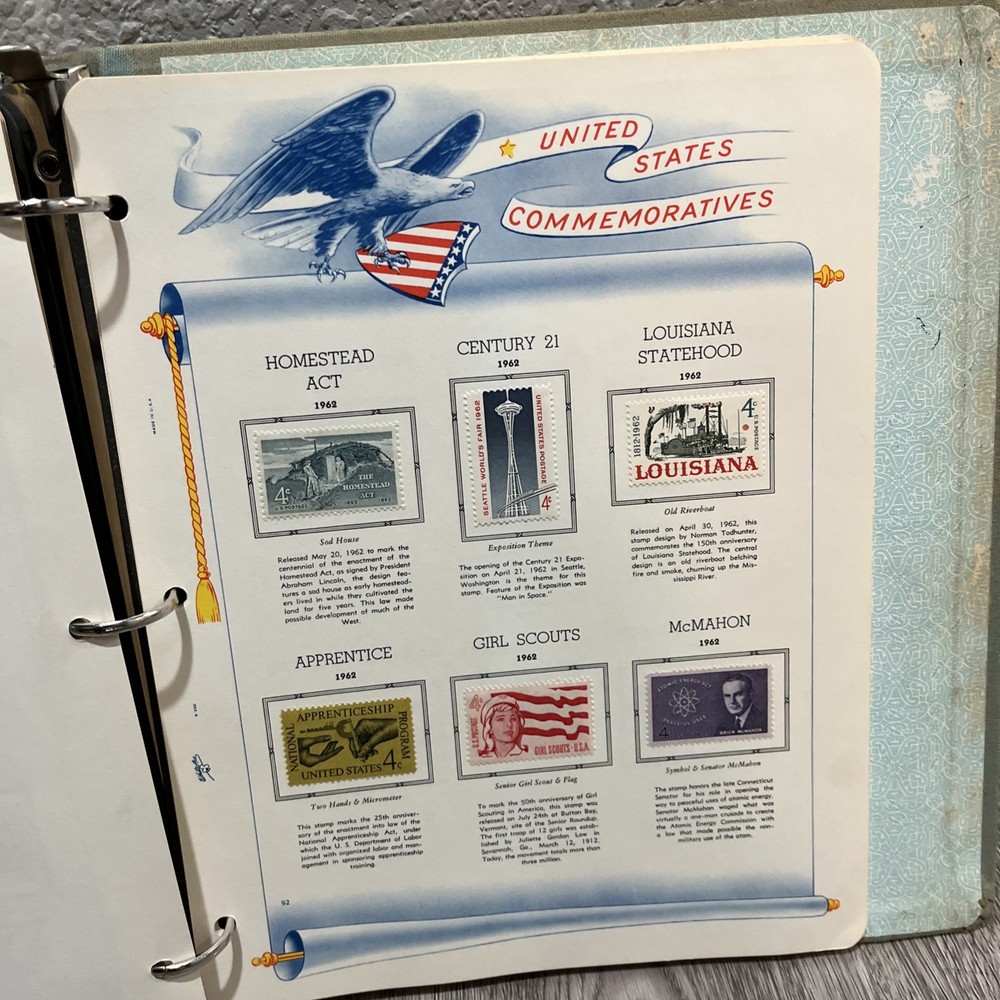 UNITED
STATES
COMMEMORATIVES
HOMESTEAD
ACT
1962
4¢
THE
HOMESTEAD
ACT
U.S. POSTAGE 1862 1962
Sod House
Released May 20, 1962 to mark the
centennial of the enactment of the
Homestead Act, as signed by President
Abraham Lincoln, the design fea-
tures a sod house as early homestead-
ers lived in while they cultivated the
land for five years. This law made
possible development of much of the
West.
CENTURY 21
1962
SEATTLE WORLD'S FAIR 1962
UNITED STATES POSTAGE
4¢
Exposition Theme
The opening of the Century 21 Expo-
sition on April 21, 1962 in Seattle,
Washington is the theme for this
stamp. Feature of the Exposition was
"Man in Space."
LOUISIANA
STATEHOOD
1962
1812-1962
4¢
U.S. POSTAGE
LOUISIANA
Old Riverboat
Released on April 30, 1962, this
stamp design by Norman Todhunter,
commemorates the 150th anniversary
of Louisiana Statehood. The central
design is an old riverboat belching
fire and smoke, churning up the Mis-
sissippi River.
MADE IN U.S.A.
APPRENTICE
1962
NATIONAL
APPRENTICESHIP
PROGRAM
UNITED STATES 4¢
Two Hands & Micrometer
This stamp marks the 25th anniver-
sary of the enactment into law of the
National Apprenticeship Act, under
which the U. S. Department of Labor
joined with organized labor and man-
agement in sponsoring apprenticeship
training.
GIRL SCOUTS
1962
4¢
U.S. POSTAGE
GIRL SCOUTS · U.S.A.
Senior Girl Scout & Flag
To mark the 50th anniversary of Girl
Scouting in America, this stamp was
released on July 24th at Button Bay,
Vermont, site of the Senior Roundup.
The first troop of 12 girls was estab-
lished by Juliette Gordon Low in
Savannah, Ga., March 12, 1912.
Today, the movement totals more than
three million.
McMAHON
1962
ATOMIC ENERGY ACT
PEACEFUL USES
4
BRIEN McMAHON
Symbol & Senator McMahon
The stamp honors the late Connecticut
Senator for his role in opening the
way to peaceful uses of atomic energy.
Senator McMahon waged what was
virtually a one-man crusade to create
the Atomic Energy Commission with
a law that made possible the non-
military use of the atom.
92